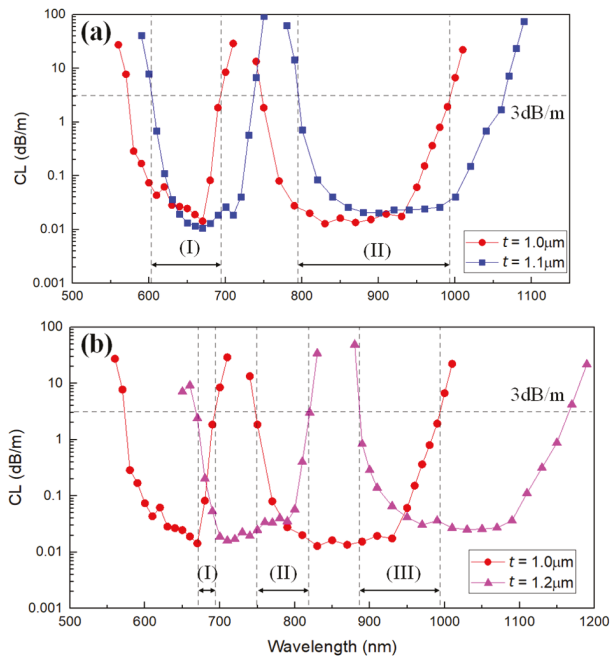 (a)
100
10
1
0.1
0.01
0.001
CL (dB/m)
3dB/m
(I)
(II)
t = 1.0μm
t = 1.1μm
500 600 700 800 900 1000 1100
(b)
100
10
1
0.1
0.01
0.001
CL (dB/m)
3dB/m
(I)
(II)
(III)
t = 1.0μm
t = 1.2μm
500 600 700 800 900 1000 1100 1200
Wavelength (nm)